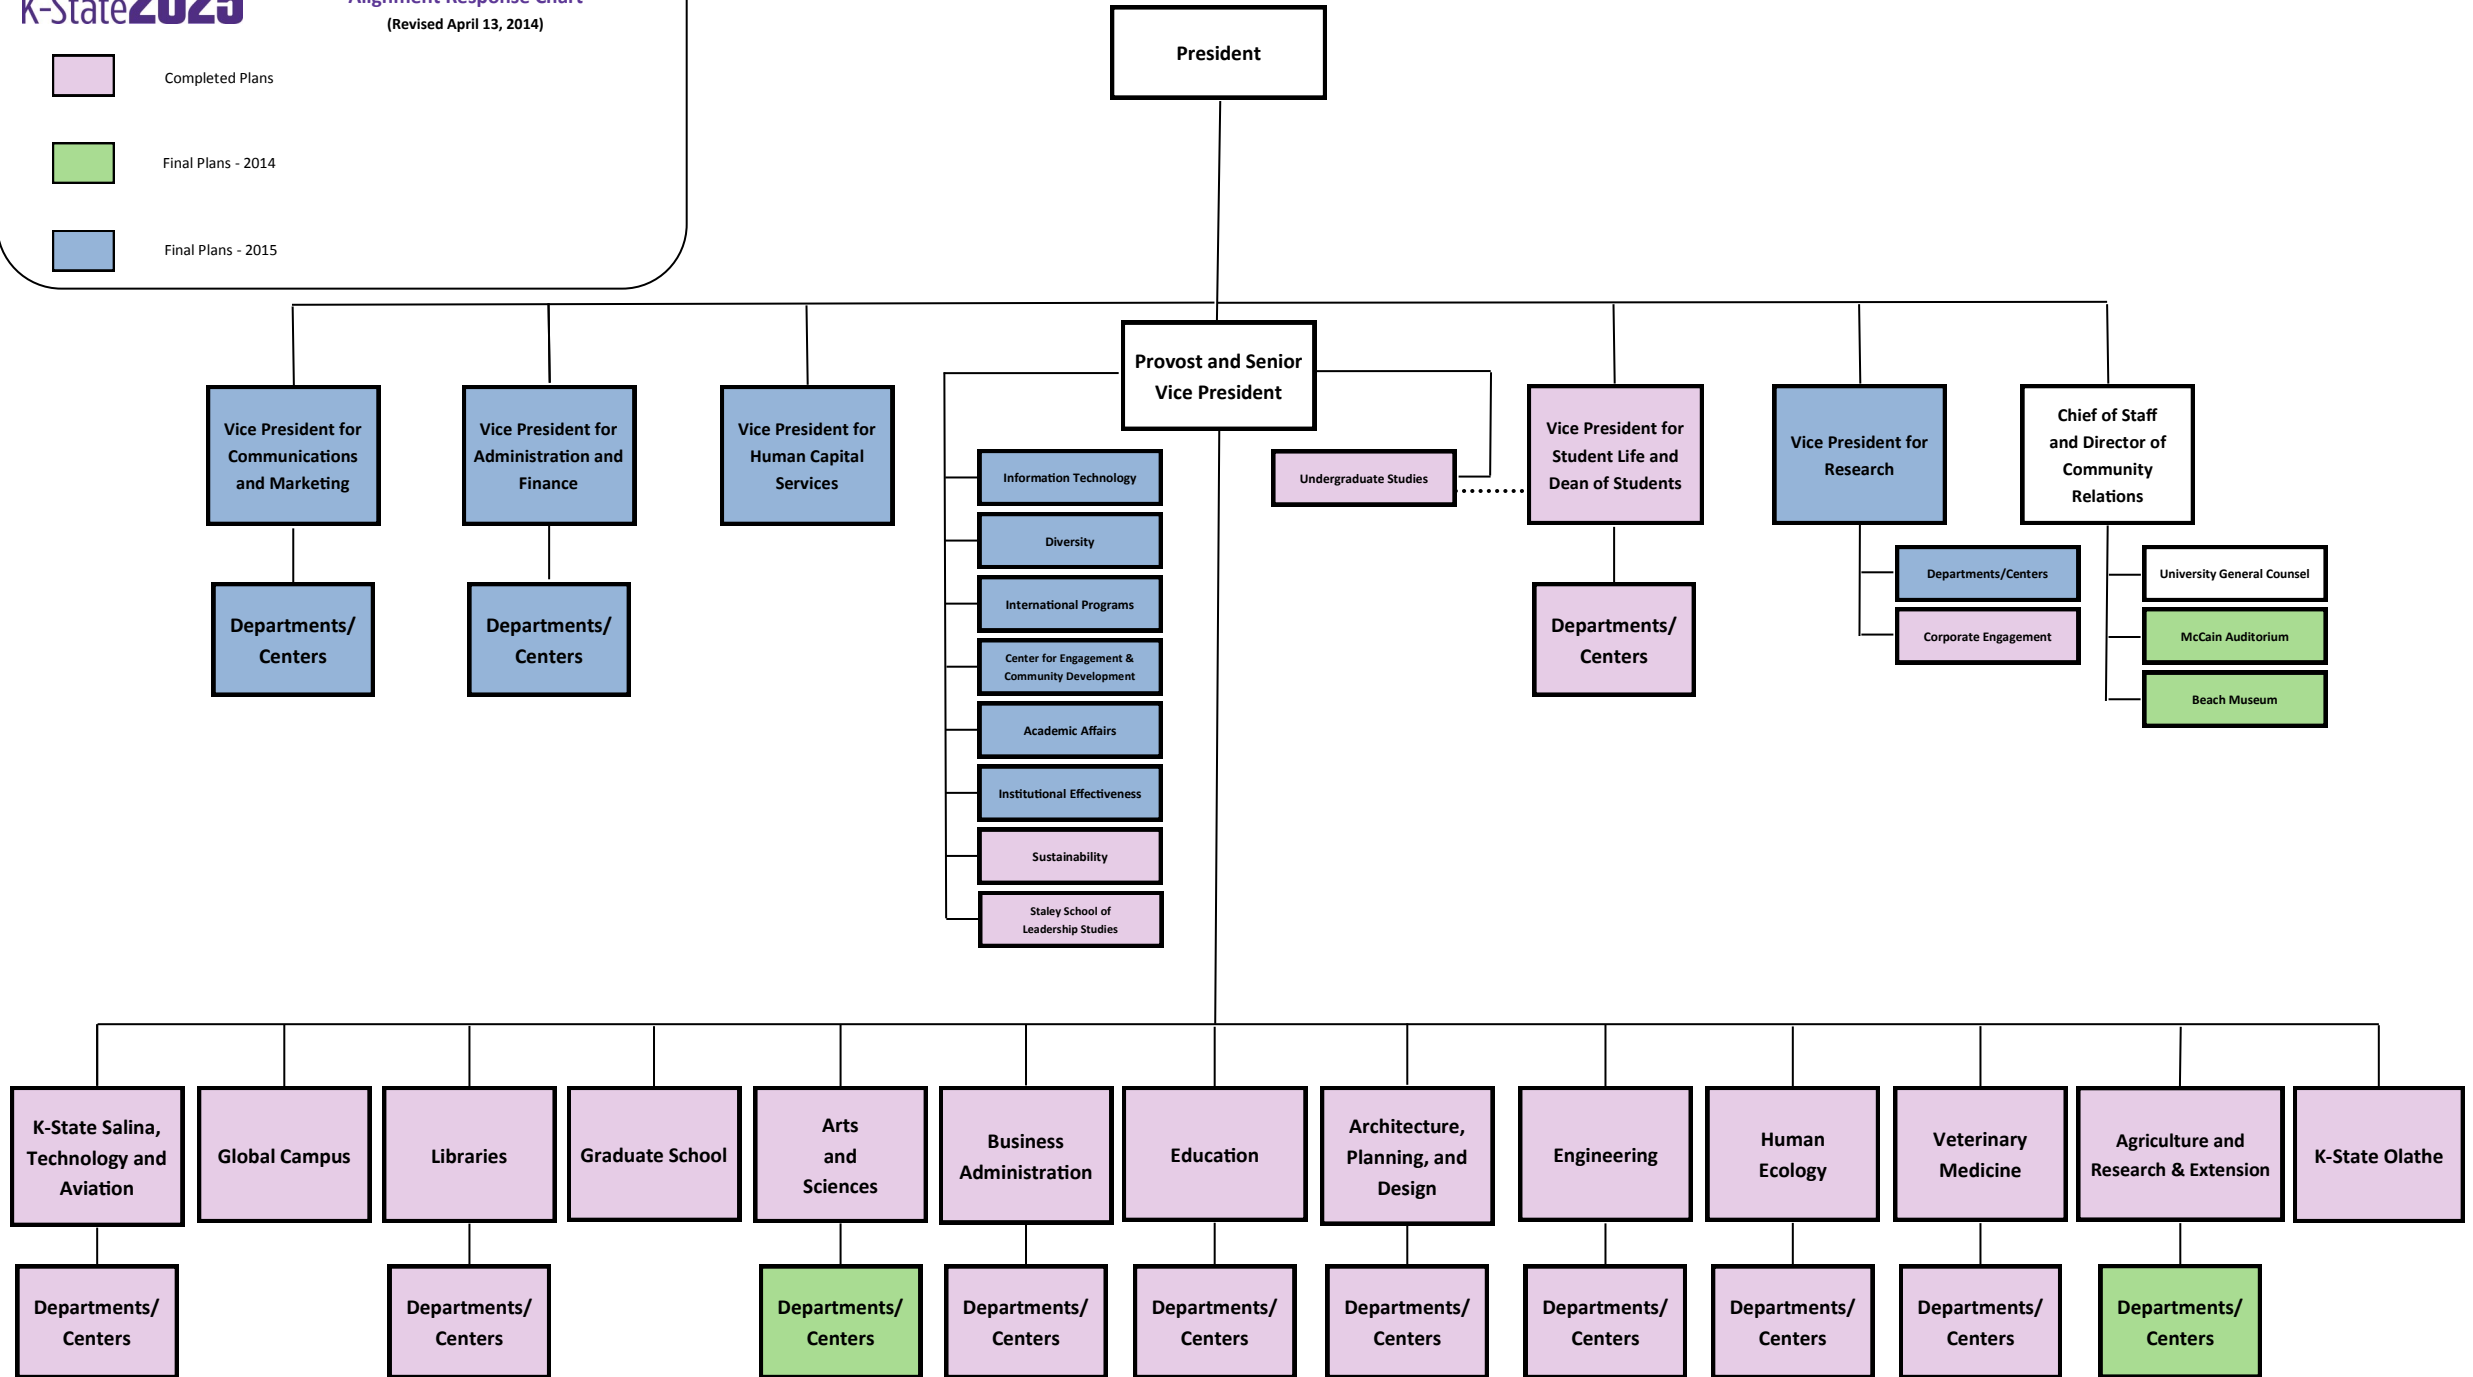 K-State2025
Alignment Response Chart
(Revised April 13, 2014)
Completed Plans
Final Plans - 2014
Final Plans - 2015
President
Provost and Senior
Vice President
Vice President for
Communications
and Marketing
Vice President for
Administration and
Finance
Vice President for
Human Capital
Services
Vice President for
Student Life and
Dean of Students
Vice President for
Research
Chief of Staff
and Director of
Community
Relations
Departments/
Centers
Departments/
Centers
Information Technology
Diversity
International Programs
Center for Engagement &
Community Development
Academic Affairs
Institutional Effectiveness
Sustainability
Staley School of
Leadership Studies
Undergraduate Studies
Departments/
Centers
Departments/Centers
Corporate Engagement
University General Counsel
McCain Auditorium
Beach Museum
K-State Salina,
Technology and
Aviation
Global Campus
Libraries
Graduate School
Arts
and
Sciences
Business
Administration
Education
Architecture,
Planning, and
Design
Engineering
Human
Ecology
Veterinary
Medicine
Agriculture and
Research & Extension
K-State Olathe
Departments/
Centers
Departments/
Centers
Departments/
Centers
Departments/
Centers
Departments/
Centers
Departments/
Centers
Departments/
Centers
Departments/
Centers
Departments/
Centers
Departments/
Centers